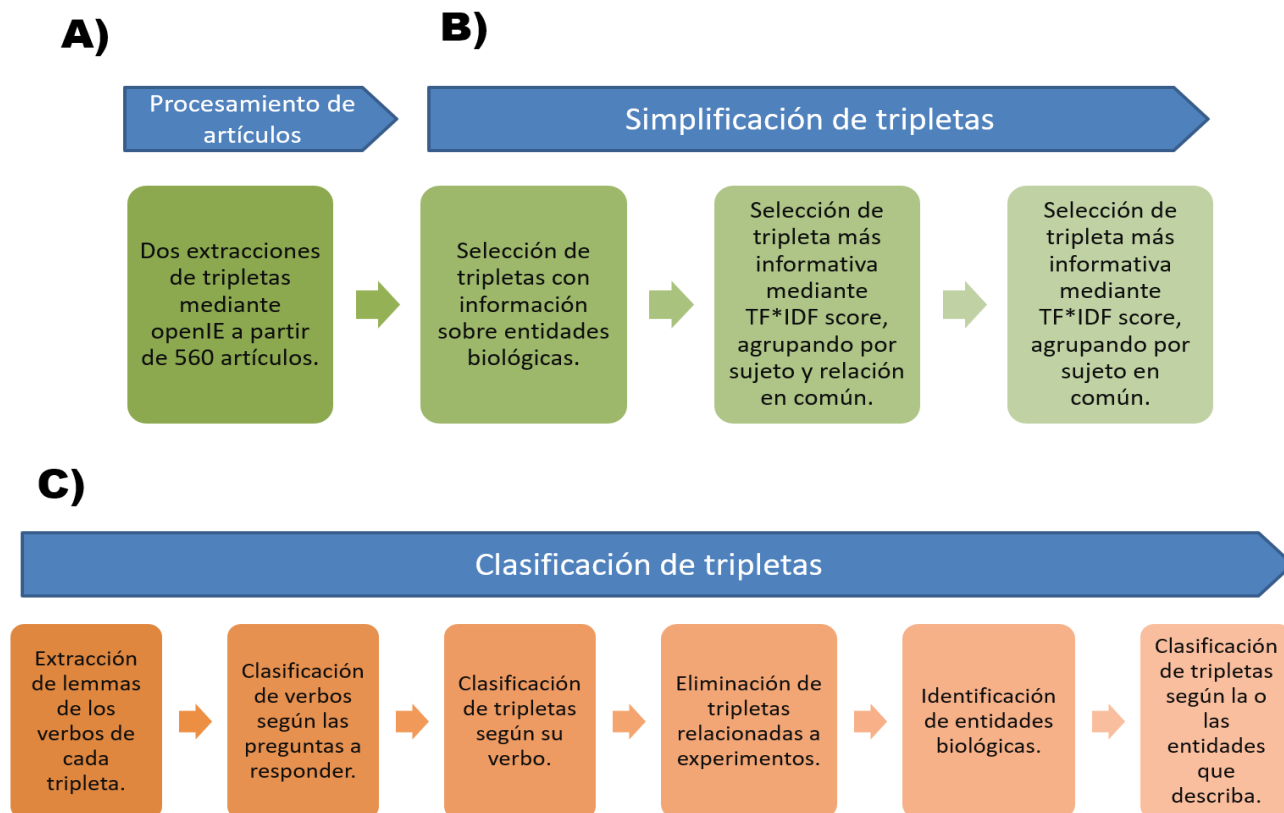 A)
B)
Procesamiento de
artículos
Simplificación de tripletas
Dos extracciones
de tripletas
mediante
openIE a partir
de 560 artículos.
Selección de
tripletas con
información
sobre entidades
biológicas.
Selección de
tripleta más
informativa
mediante
TF*IDF score,
agrupando por
sujeto y relación
en común.
Selección de
tripleta más
informativa
mediante
TF*IDF score,
agrupando por
sujeto en
común.
C)
Clasificación de tripletas
Extracción
de lemmas
de los
verbos de
cada
tripleta.
Clasificación
de verbos
según las
preguntas a
responder.
Clasificación
de tripletas
según su
verbo.
Eliminación de
tripletas
relacionadas a
experimentos.
Identificación
de entidades
biológicas.
Clasificación
de tripletas
según la o
las
entidades
que
describa.